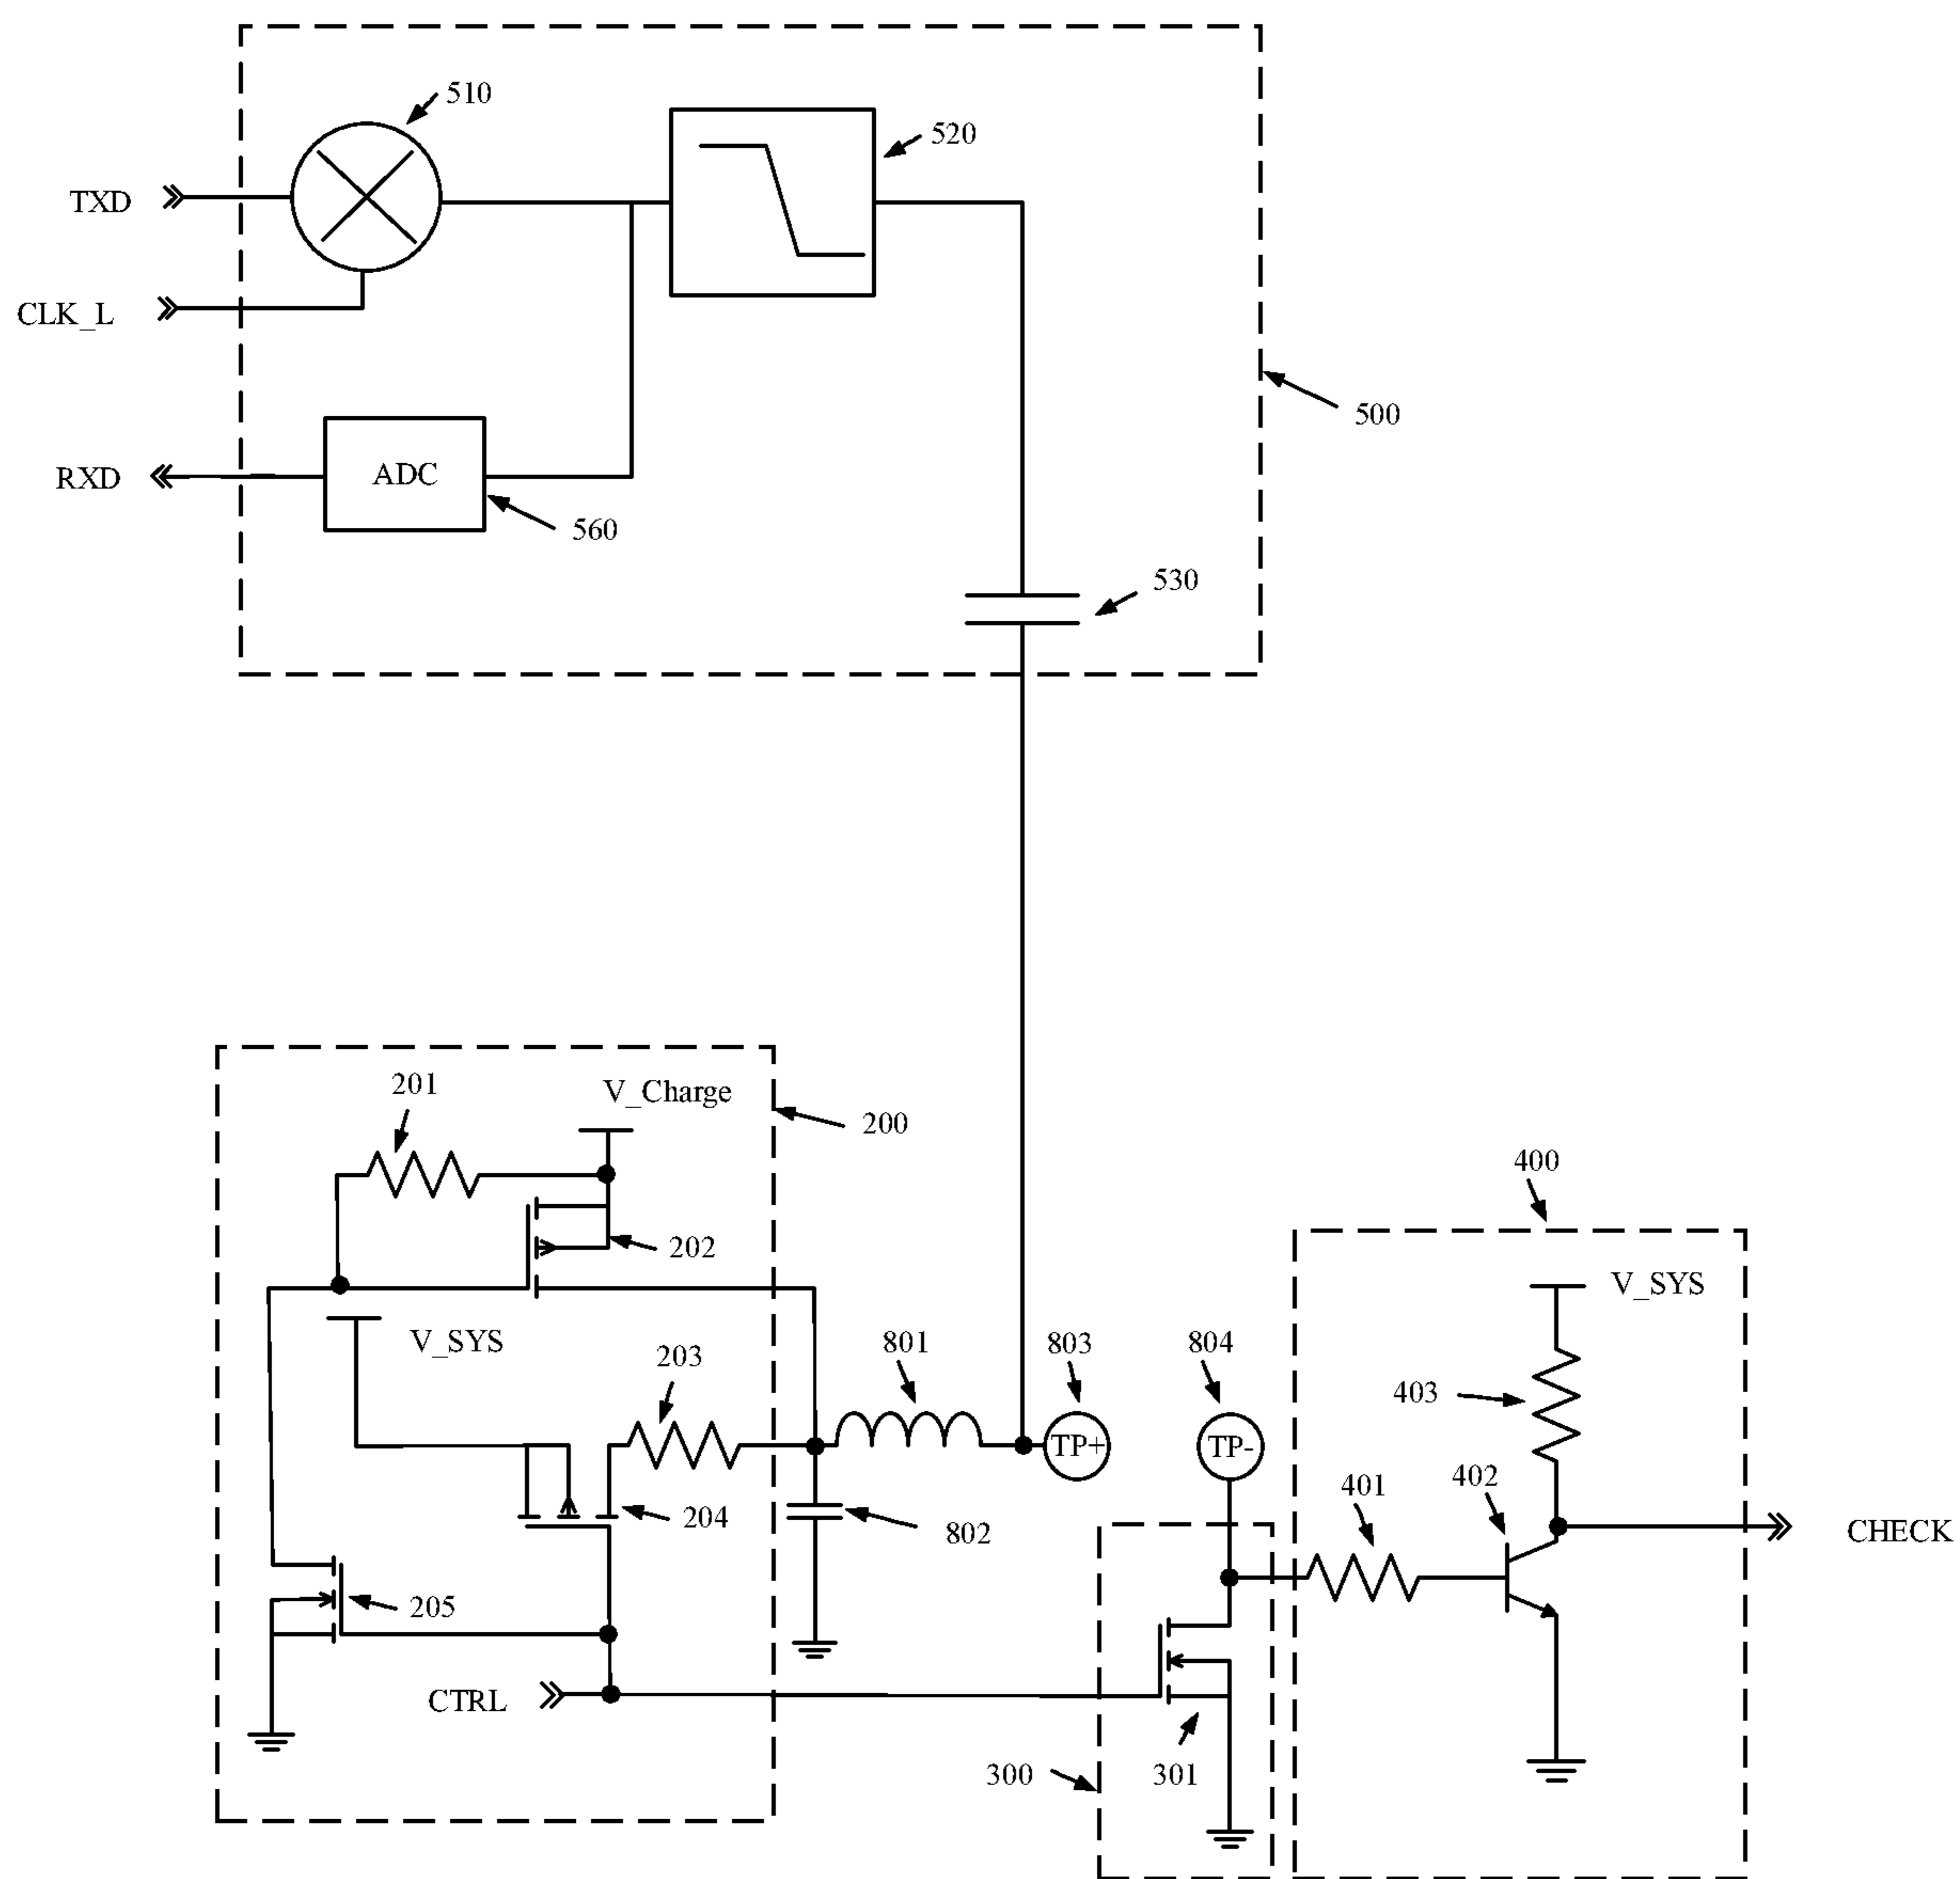 510
520
TXD
CLK_L
500
RXD
ADC
560
530
201
V_Charge
200
400
202
V_SYS
V_SYS
203
801
803
804
403
TP+
TP-
401
402
204
802
CHECK
205
CTRL
300
301